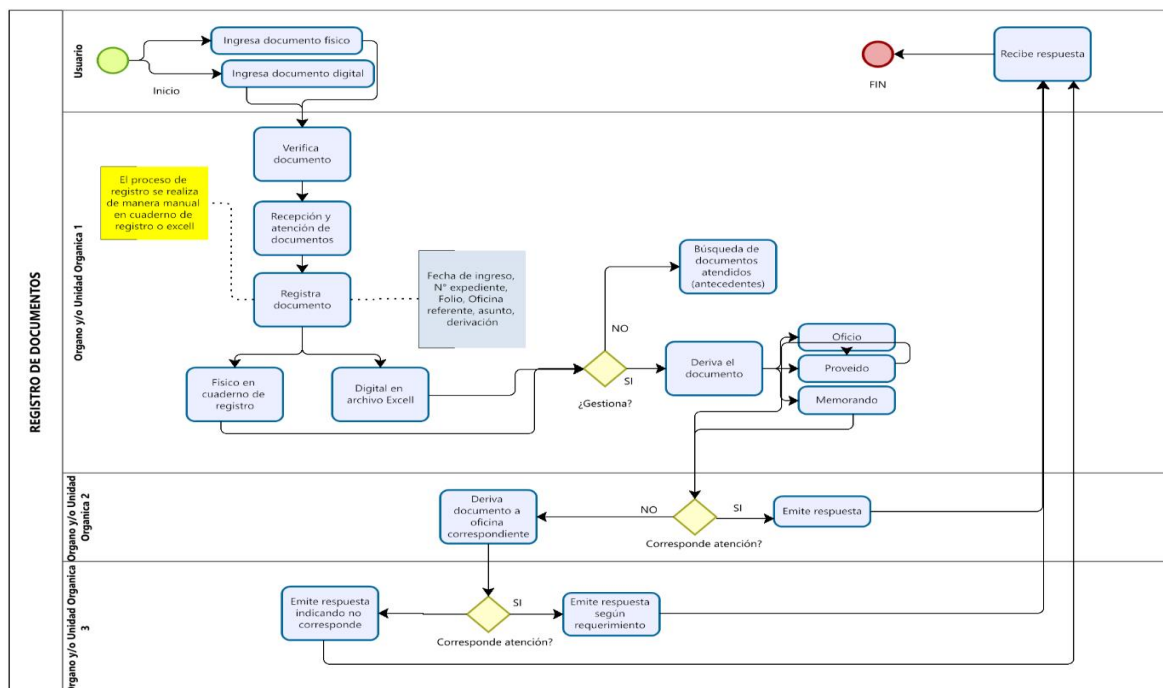 REGISTRO DE DOCUMENTOS
Usuario
Ingresa documento físico
Ingresa documento digital
Inicio
Recibe respuesta
FIN
Organo y/o Unidad Organica 1
Verifica
documento
El proceso de
registro se realiza
de manera manual
en cuaderno de
registro o excell
Recepción y
atención de
documentos
Registra
documento
Fecha de ingreso,
N° expediente,
Folio, Oficina
referente, asunto,
derivación
Fisico en
cuaderno de
registro
Digital en
archivo Excell
¿Gestiona?
NO
Búsqueda de
documentos
atendidos
(antecedentes)
SI
Deriva el
documento
Oficio
Proveido
Memorando
Organo y/o Unidad
Organica 2
Deriva
documento a
oficina
correspondiente
NO
SI
Corresponde atención?
Emite respuesta
Organo y/o Unidad Organica
3
Emite respuesta
indicando no
corresponde
SI
Corresponde atención?
Emite respuesta
según
requerimiento